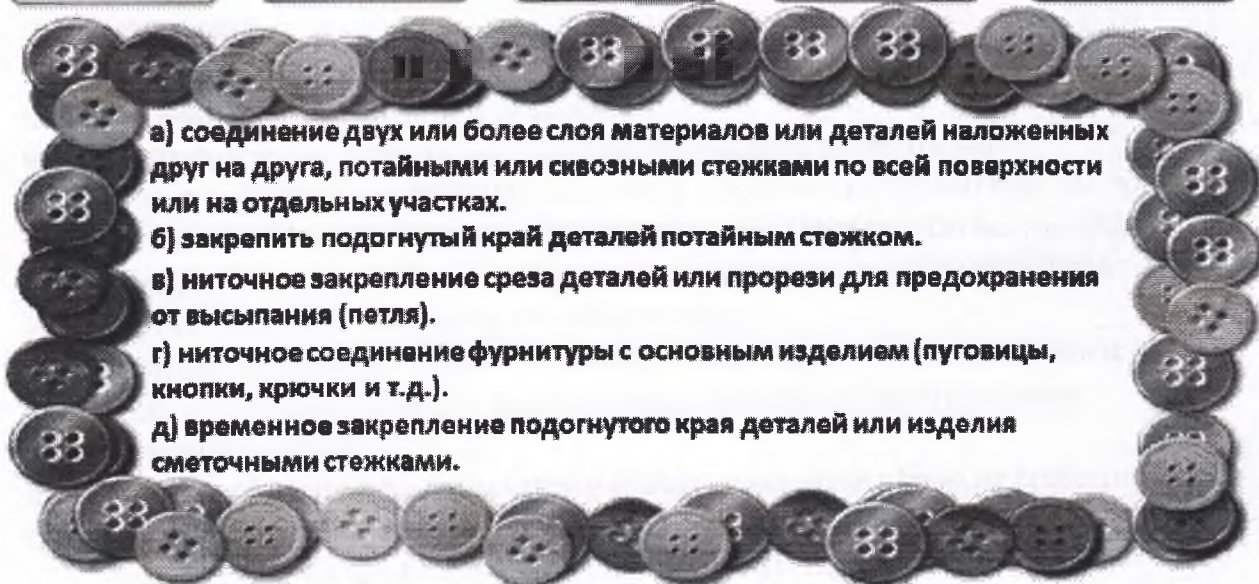 а) соединение двух или более слоя материалов или деталей наложенных
друг на друга, потайными или сквозными стежками по всей поверхности
или на отдельных участках.
б) закрепить подогнутый край деталей потайным стежком.
в) ниточное закрепление среза деталей или прорези для предохранения
от высыпания (петля).
г) ниточное соединение фурнитуры с основным изделием (пуговицы,
кнопки, крючки и т.д.).
д) временное закрепление подогнутого края деталей или изделия
сметочными стежками.